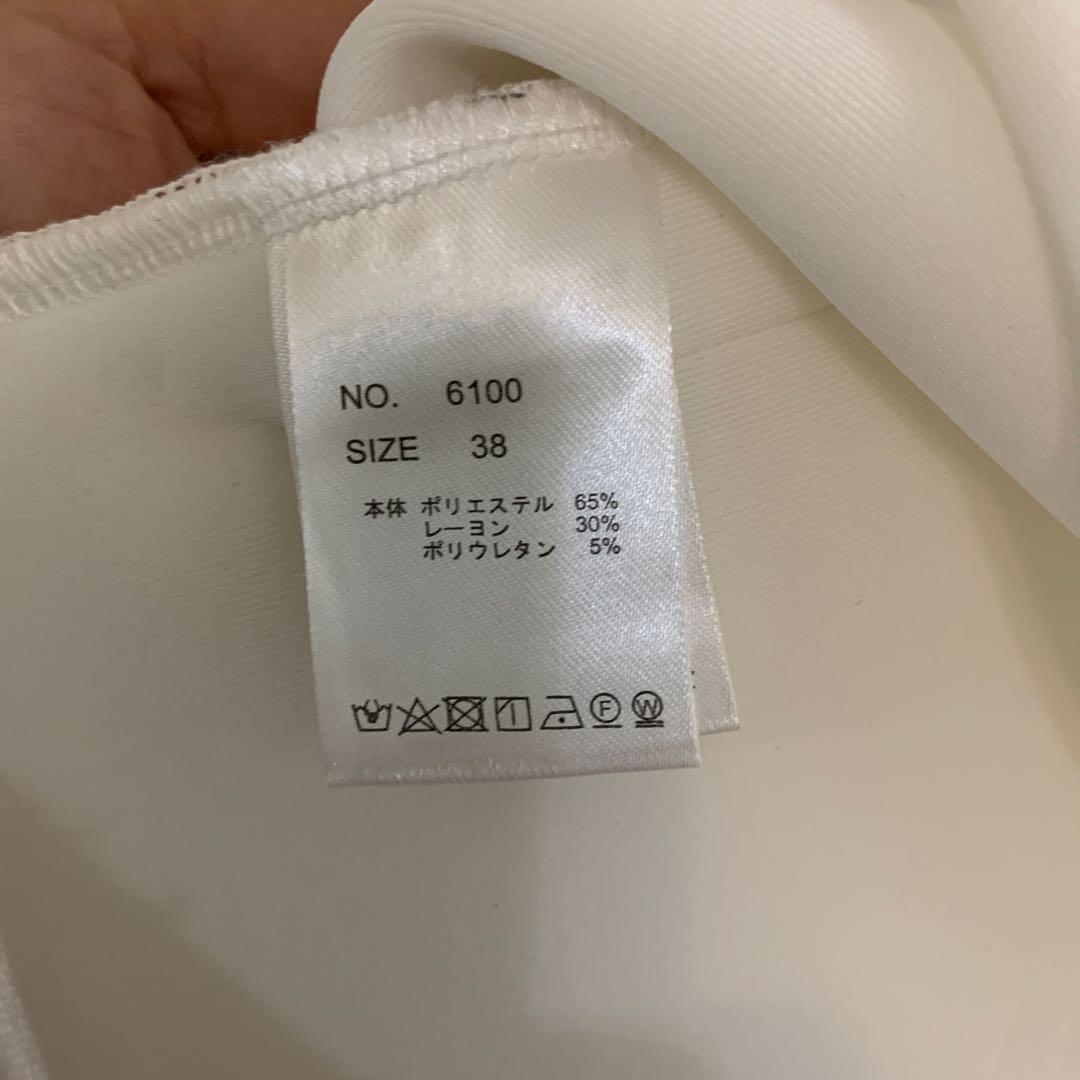 NO. 6100
SIZE 38
本体 ポリエステル 65%
レーヨン 30%
ポリウレタン 5%
F W